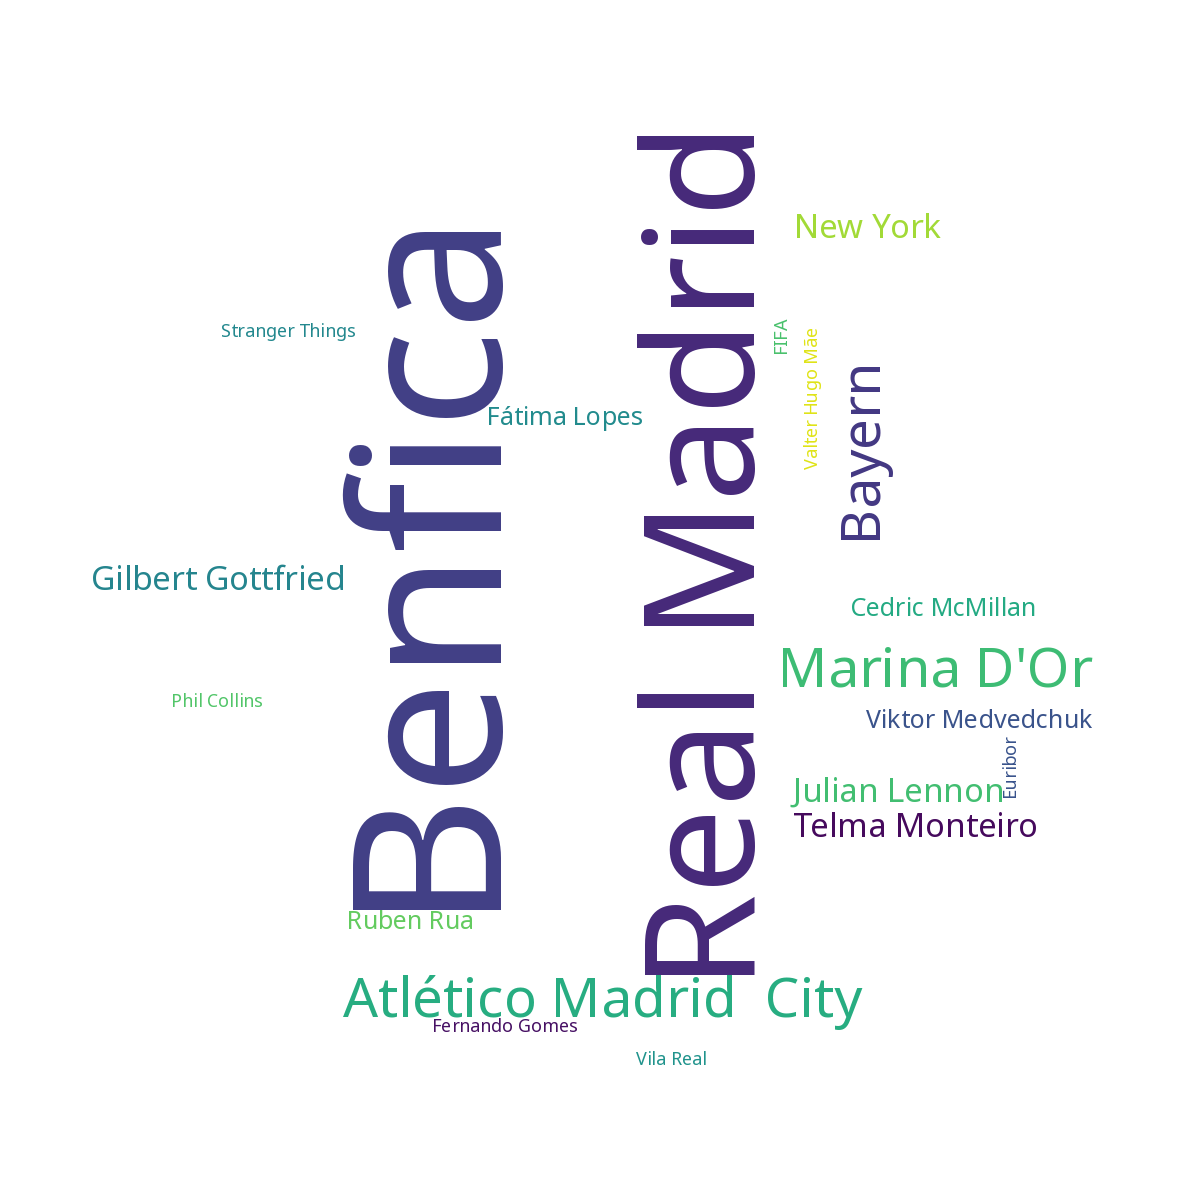 Real Madrid
Benfica
New York
FIFA
Stranger Things
Valter Hugo Mãe
Bayern
Fátima Lopes
Gilbert Gottfried
Cedric McMillan
Marina D'Or
Phil Collins
Viktor Medvedchuk
Euribor
Julian Lennon
Telma Monteiro
Ruben Rua
Atlético Madrid  City
Fernando Gomes
Vila Real